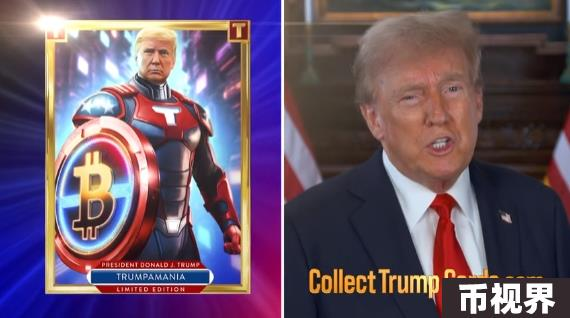 T
T
T
₿
PRESIDENT DONALD J. TRUMP
TRUMPAMANIA
LIMITED EDITION
Collect Trump
币视界